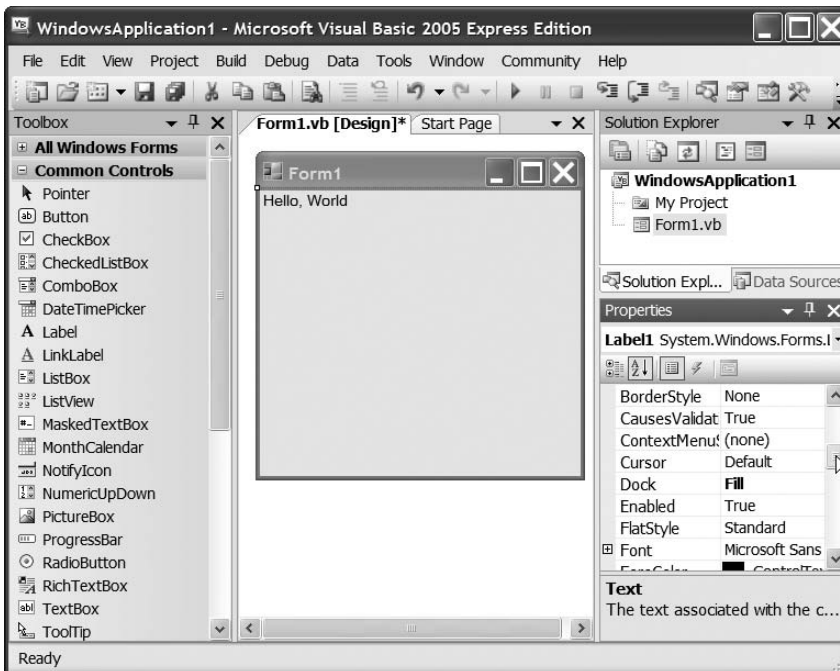 WindowsApplication1 - Microsoft Visual Basic 2005 Express Edition
File Edit View Project Build Debug Data Tools Window Community Help
Toolbox
All Windows Forms
Common Controls
Pointer
Button
CheckBox
CheckedListBox
ComboBox
DateTimePicker
A Label
A LinkLabel
ListBox
ListView
MaskedTextBox
MonthCalendar
NotifyIcon
NumericUpDown
PictureBox
ProgressBar
RadioButton
RichTextBox
TextBox
ToolTip
Form1.vb [Design]* Start Page
Form1
Hello, World
Solution Explorer
WindowsApplication1
My Project
Form1.vb
Solution Expl... Data Sources
Properties
Label1 System.Windows.Forms.l
BorderStyle None
CausesValidat True
ContextMenuS (none)
Cursor Default
Dock Fill
Enabled True
FlatStyle Standard
Font Microsoft Sans
Text
The text associated with the c...
Ready